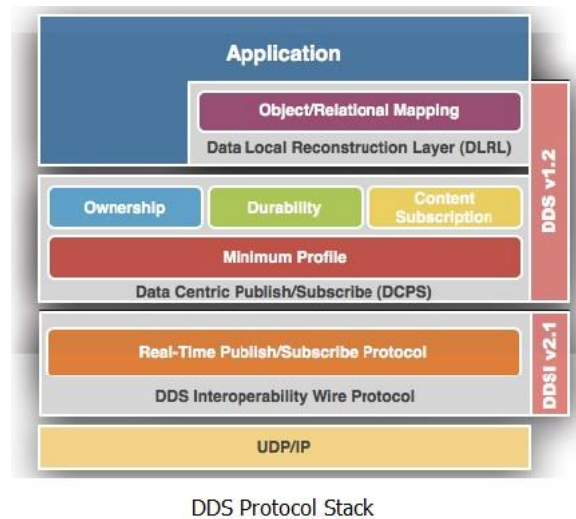 Application
Object/Relational Mapping
Data Local Reconstruction Layer (DLRL)
DDS v1.2
Ownership
Durability
Content
Subscription
Minimum Profile
Data Centric Publish/Subscribe (DCPS)
Real-Time Publish/Subscribe Protocol
DDS Interoperability Wire Protocol
DDSI v2.1
UDP/IP
DDS Protocol Stack